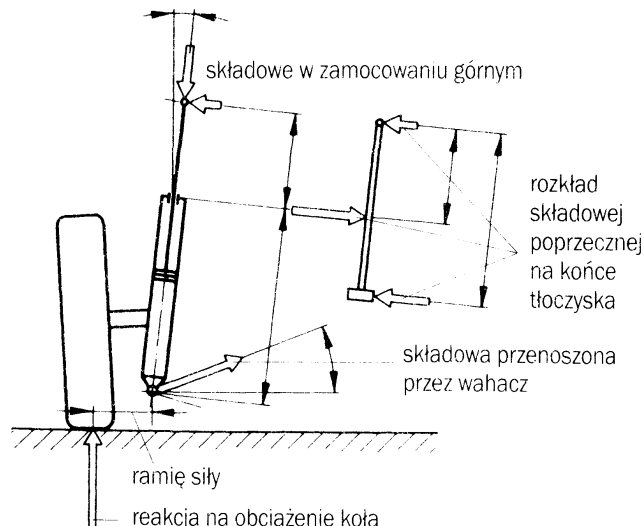 składowe w zamocowaniu górnym
rozkład
składowej
poprzecznej
na końce
tłoczyska
składowa przenoszona
przez wahacz
ramię siły
reakcja na obciążenie koła